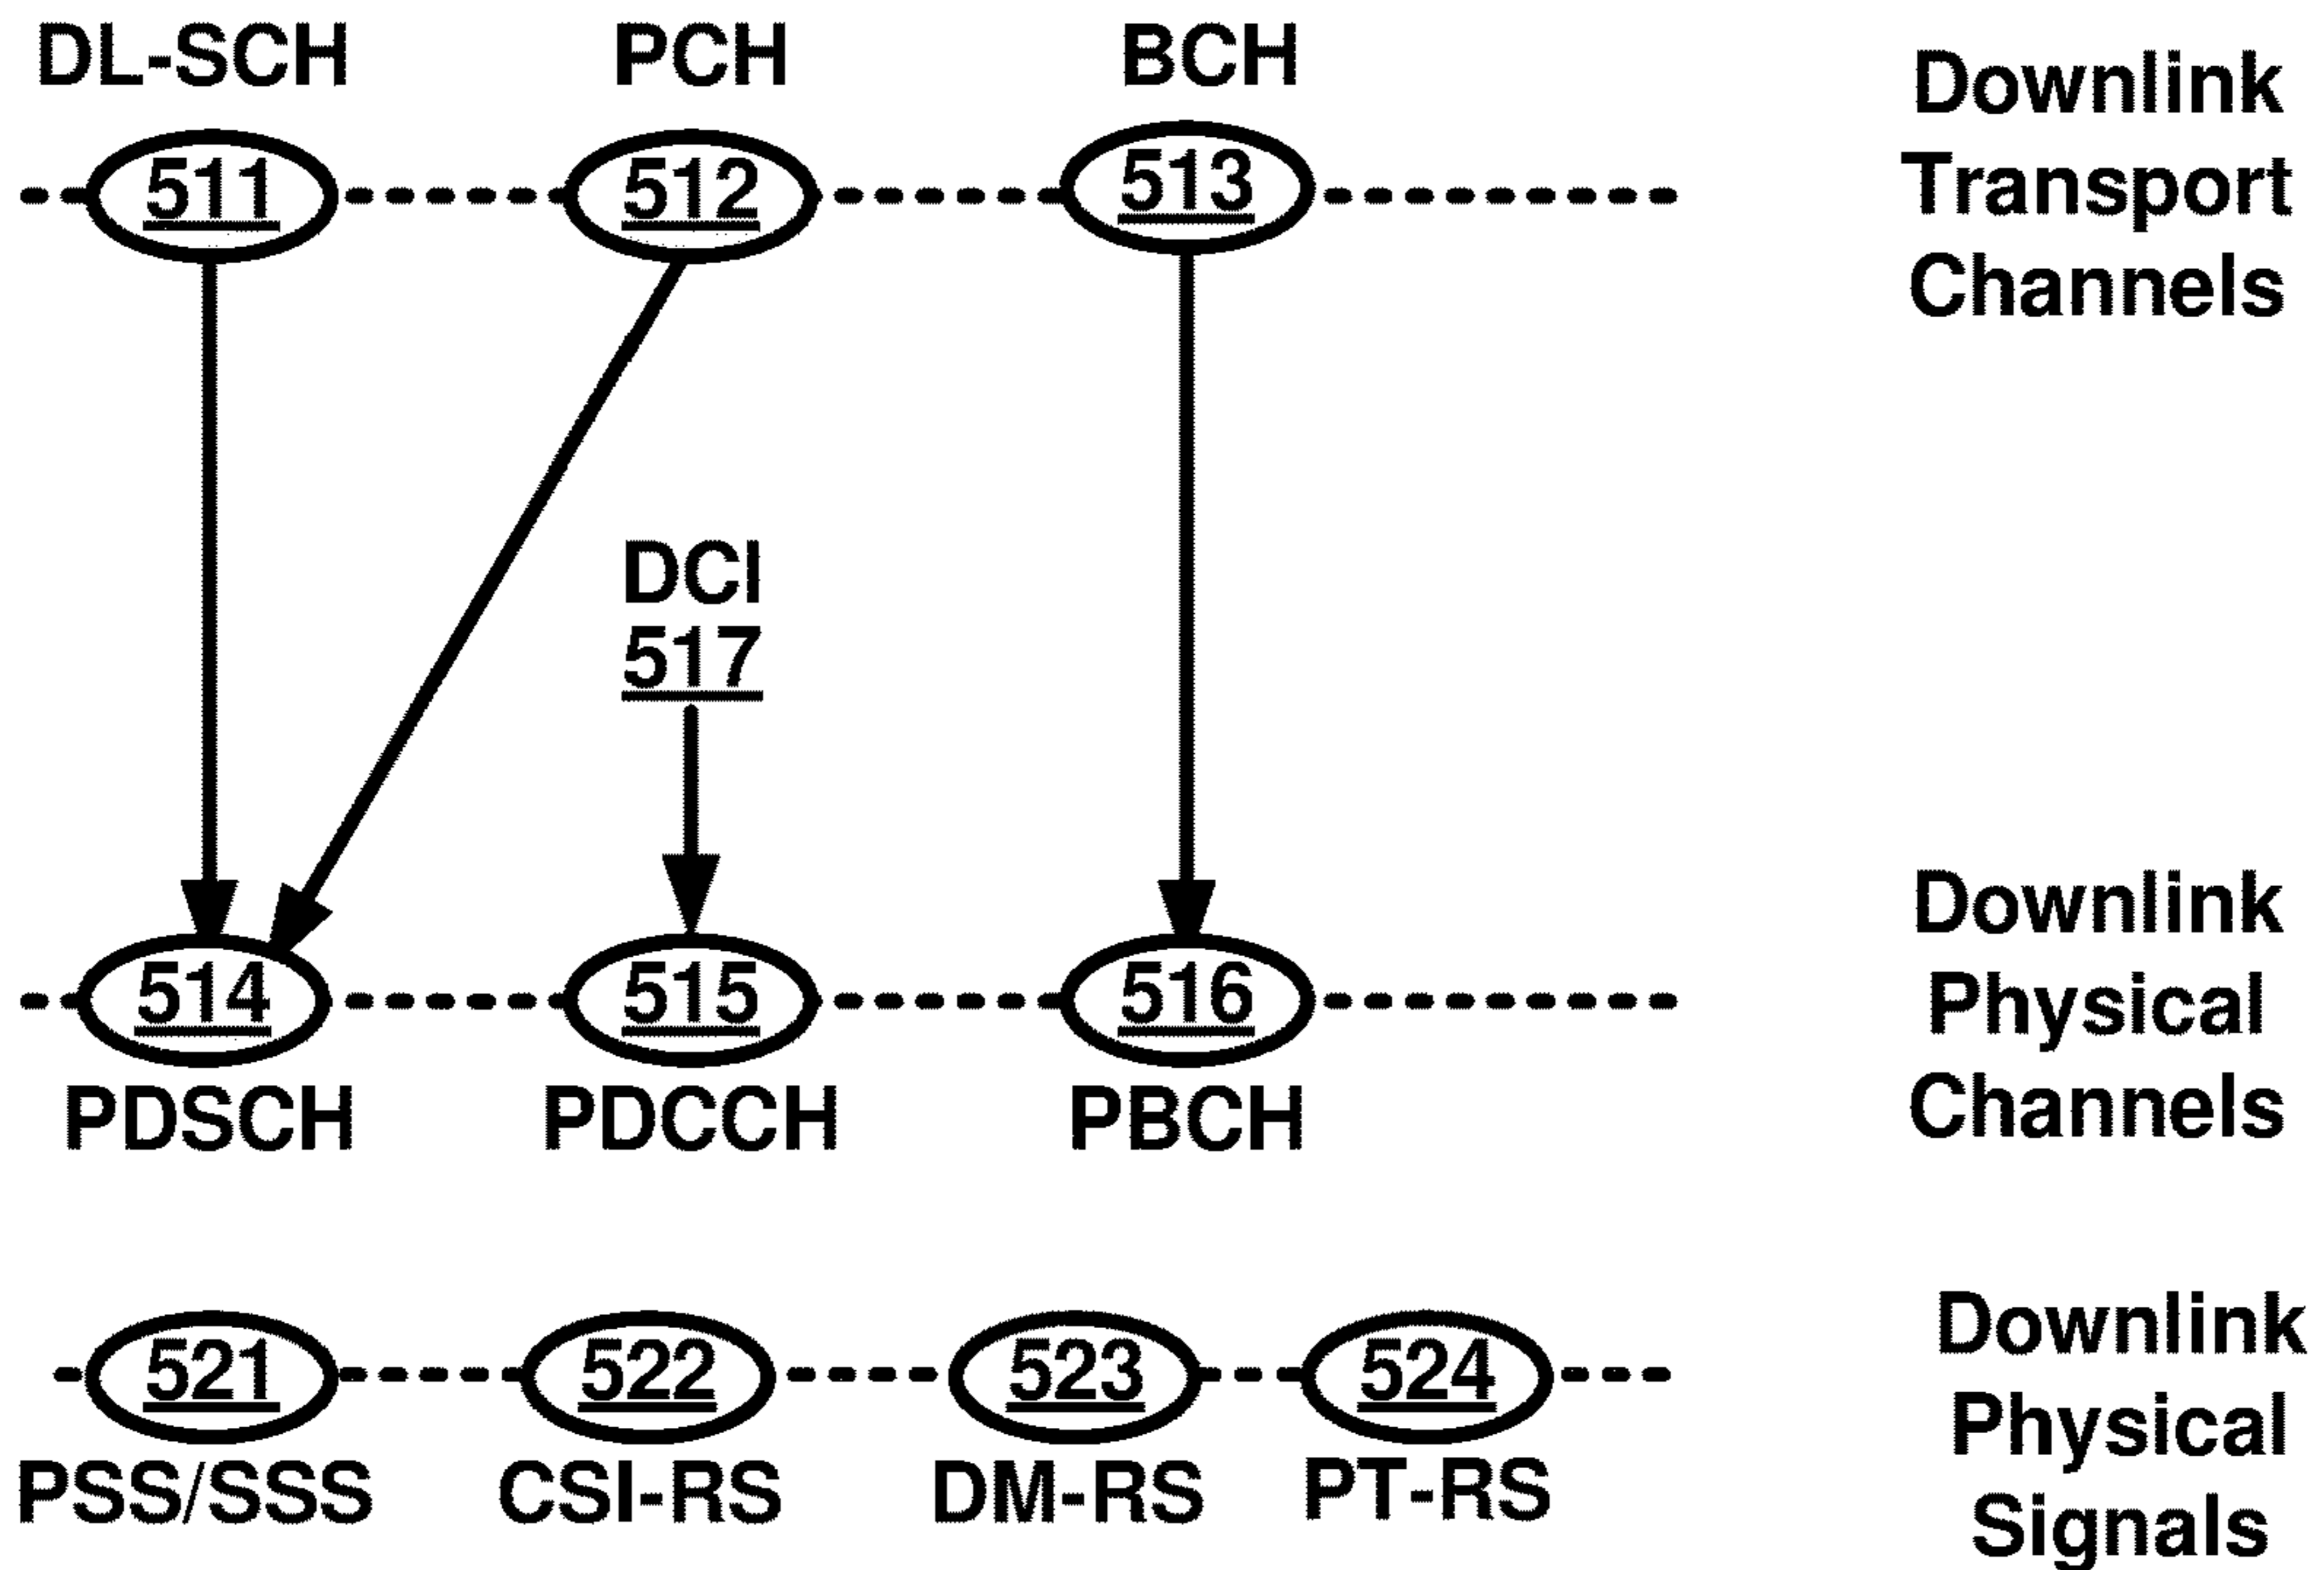 DL-SCH
PCH
BCH
511
512
513
Downlink
Transport
Channels
DCI
517
514
515
516
PDSCH
PDCCH
PBCH
Downlink
Physical
Channels
521
522
523
524
PSS/SSS
CSI-RS
DM-RS
PT-RS
Downlink
Physical
Signals